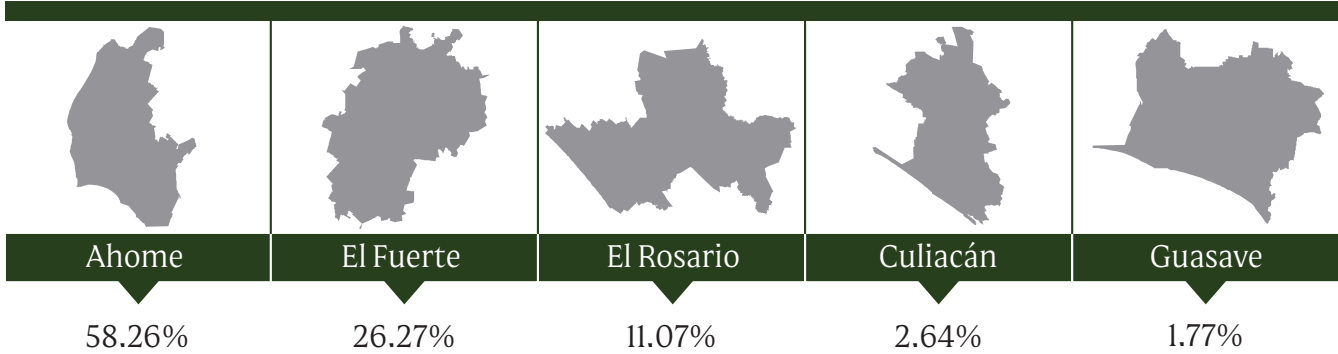 Ahome El Fuerte El Rosario Culiacán Guasave
58.26% 26.27% 11.07% 2.64% 1.77%